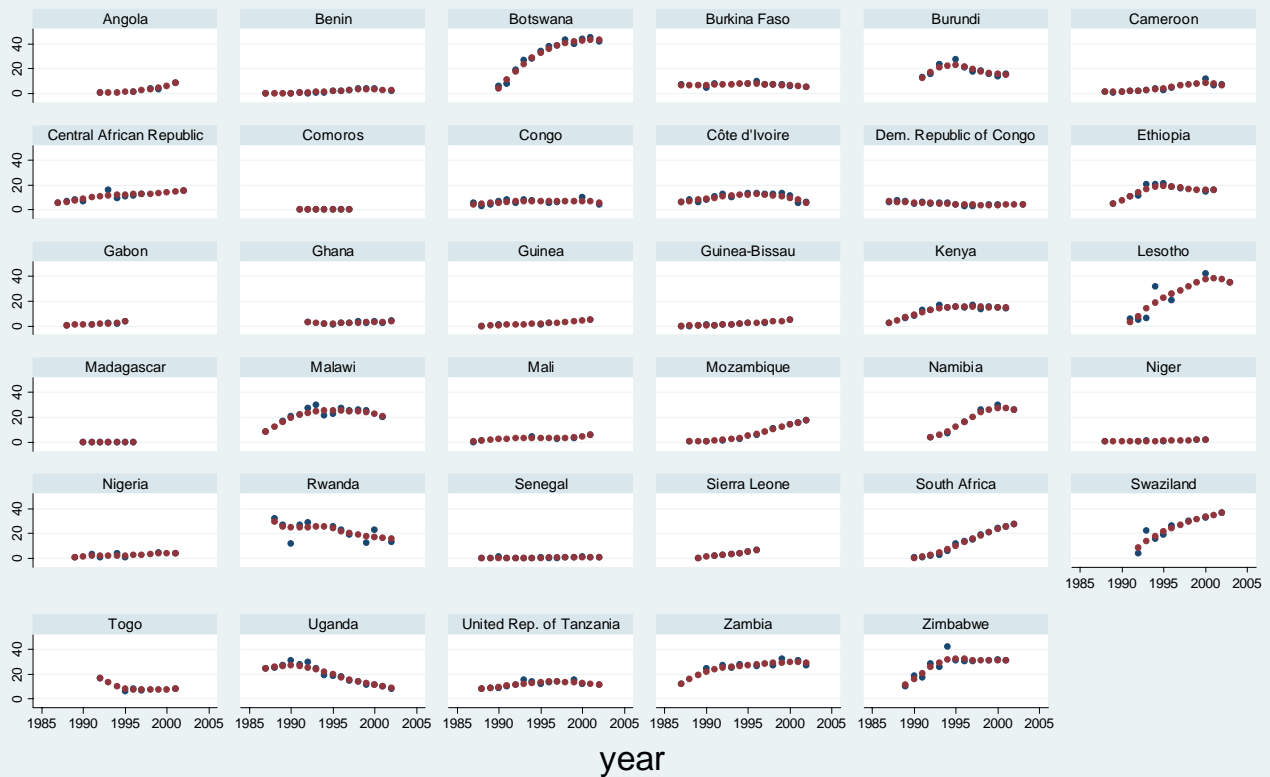 Angola Benin Botswana Burkina Faso Burundi Cameroon
0 20 40
Central African Republic Comoros Congo Côte d'Ivoire Dem. Republic of Congo Ethiopia
0 20 40
Gabon Ghana Guinea Guinea-Bissau Kenya Lesotho
0 20 40
Madagascar Malawi Mali Mozambique Namibia Niger
0 20 40
Nigeria Rwanda Senegal Sierra Leone South Africa Swaziland
0 20 40
1985 1990 1995 2000 2005
Togo Uganda United Rep. of Tanzania Zambia Zimbabwe
0 20 40
1985 1990 1995 2000 2005 1985 1990 1995 2000 2005 1985 1990 1995 2000 2005 1985 1990 1995 2000 2005 1985 1990 1995 2000 2005
year